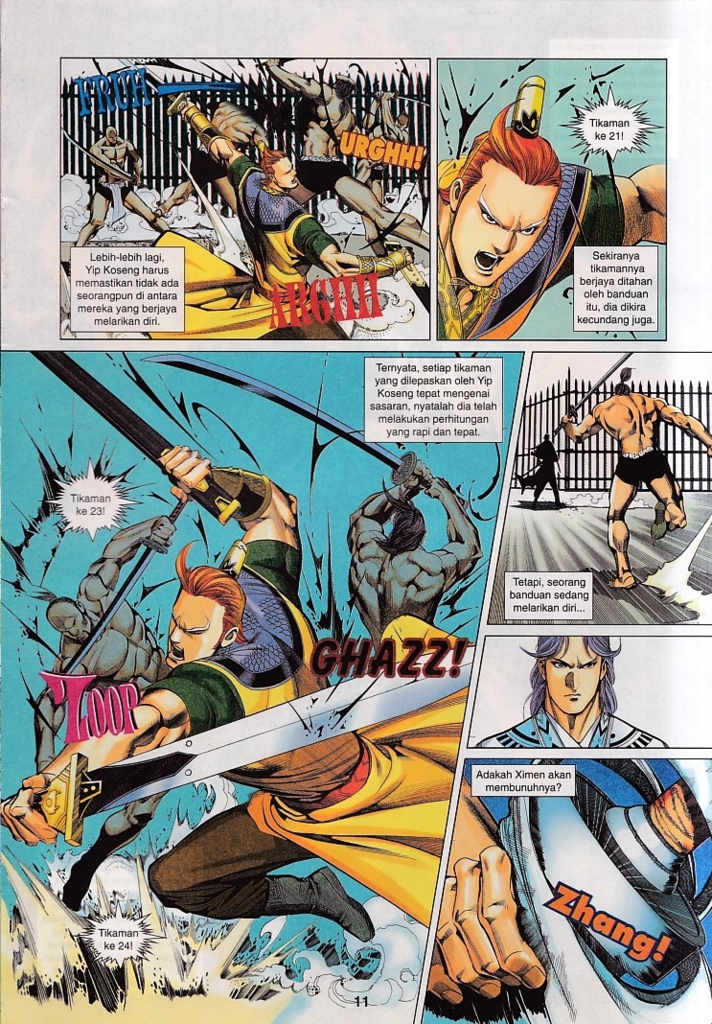 FRUH
URGHH!
ARGHH
Lebih-lebih lagi,
Yip Koseng harus
memastikan tidak ada
seorangpun di antara
mereka yang berjaya
melarikan diri.
Tikaman
ke 21!
Sekiranya
tikamannya
berjaya ditahan
oleh banduan
itu, dia dikira
kecundang juga.
Ternyata, setiap tikaman
yang dilepaskan oleh Yip
Koseng tepat mengenai
sasaran, nyatalah dia telah
melakukan perhitungan
yang rapi dan tepat.
Tikaman
ke 23!
GHAZZ!
ZOOP
Tikaman
ke 24!
Tetapi, seorang
banduan sedang
melarikan diri...
Adakah Ximen akan
membunuhnya?
Zhang!
11